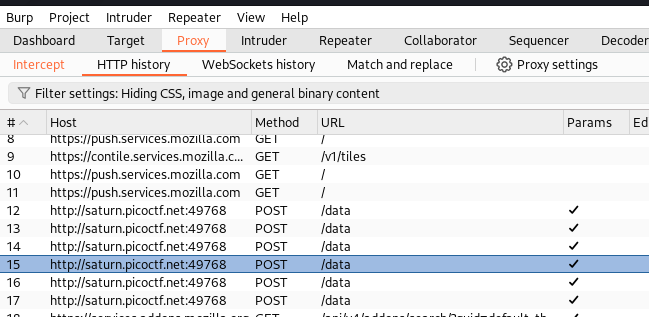 Burp Project Intruder Repeater View Help
Dashboard Target Proxy Intruder Repeater Collaborator Sequencer Decoder
Intercept HTTP history WebSockets history Match and replace Proxy settings
Filter settings: Hiding CSS, image and general binary content
# Host Method URL Params Ed
8 https://push.services.mozilla.com GET /
9 https://contile.services.mozilla.c... GET /v1/tiles
10 https://push.services.mozilla.com GET /
11 https://push.services.mozilla.com GET /
12 http://saturn.picoctf.net:49768 POST /data ✓
13 http://saturn.picoctf.net:49768 POST /data ✓
14 http://saturn.picoctf.net:49768 POST /data ✓
15 http://saturn.picoctf.net:49768 POST /data ✓
16 http://saturn.picoctf.net:49768 POST /data ✓
17 http://saturn.picoctf.net:49768 POST /data ✓